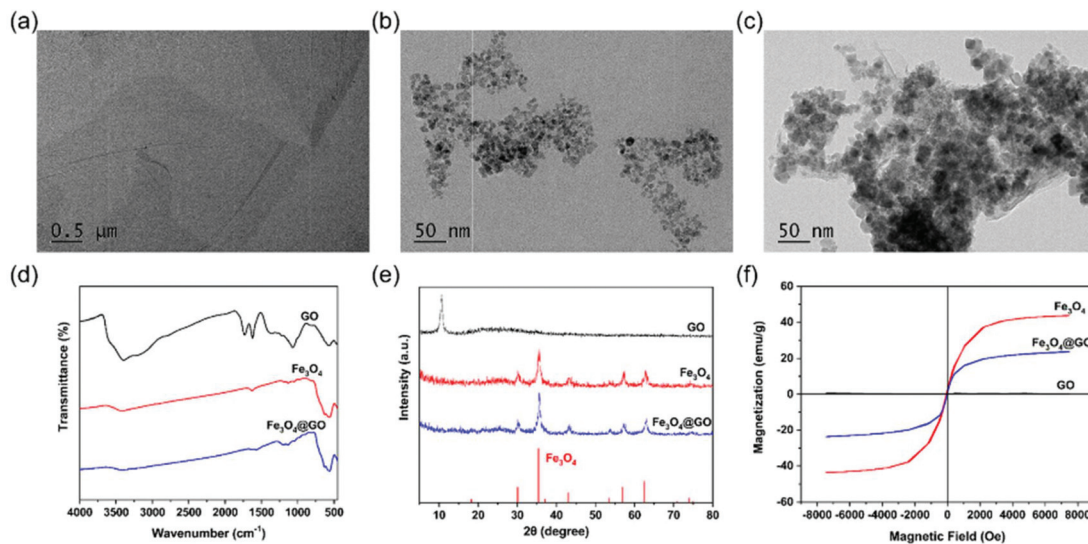 (a)
0.5 μm
(b)
50 nm
(c)
50 nm
(d)
Transmittance (%)
GO
Fe₃O₄
Fe₃O₄@GO
4000 3500 3000 2500 2000 1500 1000 500
Wavenumber (cm⁻¹)
(e)
Intensity (a.u.)
GO
Fe₃O₄
Fe₃O₄@GO
Fe₃O₄
10 20 30 40 50 60 70 80
2θ (degree)
(f)
Magnetization (emu/g)
60
40
20
0
-20
-40
-60
Fe₃O₄
Fe₃O₄@GO
GO
-8000 -6000 -4000 -2000 0 2000 4000 6000 8000
Magnetic Field (Oe)